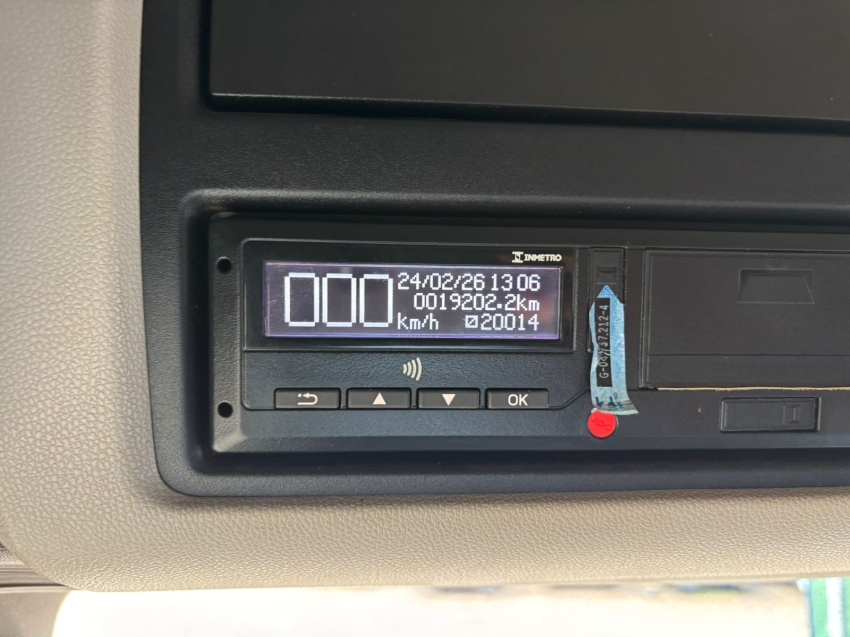 INMETRO
000
24/02/26 13 06
0019202.2km
km/h 20014
OK